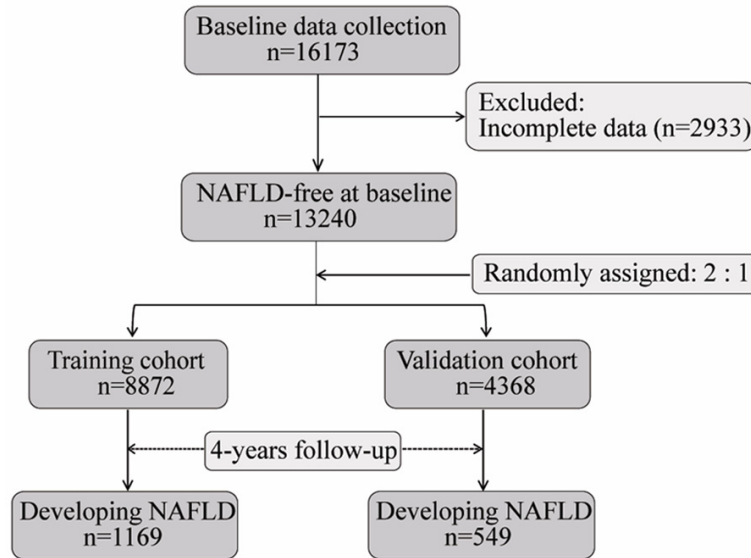 Baseline data collection
n=16173
Excluded:
Incomplete data (n=2933)
NAFLD-free at baseline
n=13240
Randomly assigned: 2 : 1
Training cohort
n=8872
Validation cohort
n=4368
4-years follow-up
Developing NAFLD
n=1169
Developing NAFLD
n=549